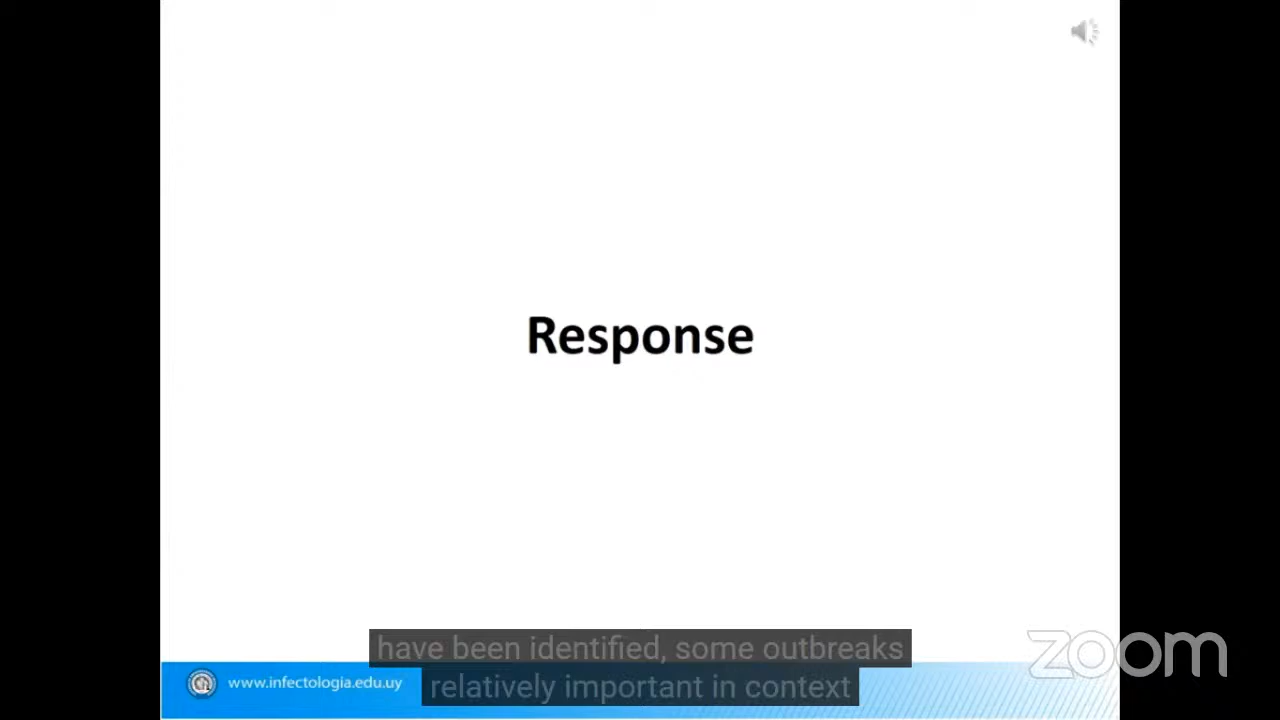 Response
have been identified, some outbreaks
relatively important in context
www.infectologia.edu.uy
zoom